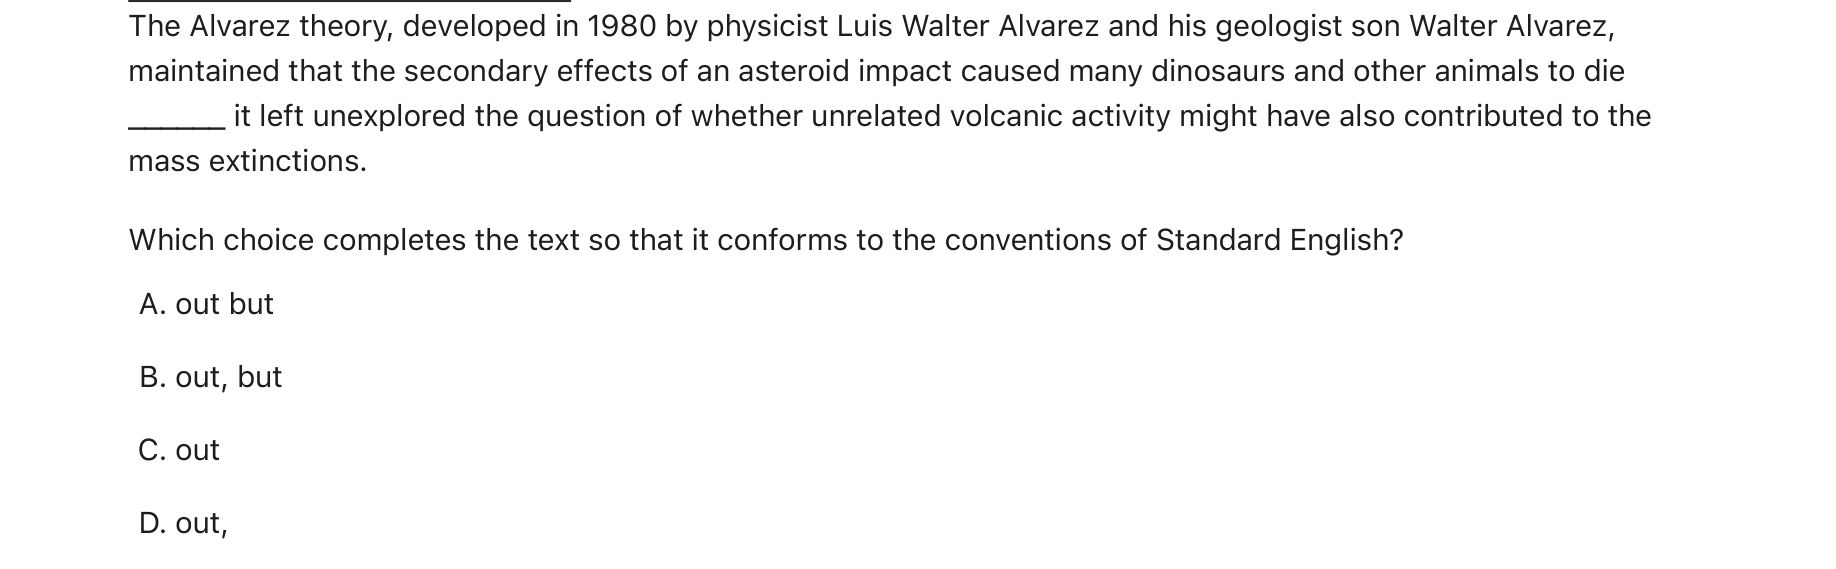 The Alvarez theory, developed in 1980 by physicist Luis Walter Alvarez and his geologist son Walter Alvarez,
maintained that the secondary effects of an asteroid impact caused many dinosaurs and other animals to die
______ it left unexplored the question of whether unrelated volcanic activity might have also contributed to the
mass extinctions.
Which choice completes the text so that it conforms to the conventions of Standard English?
A. out but
B. out, but
C. out
D. out,